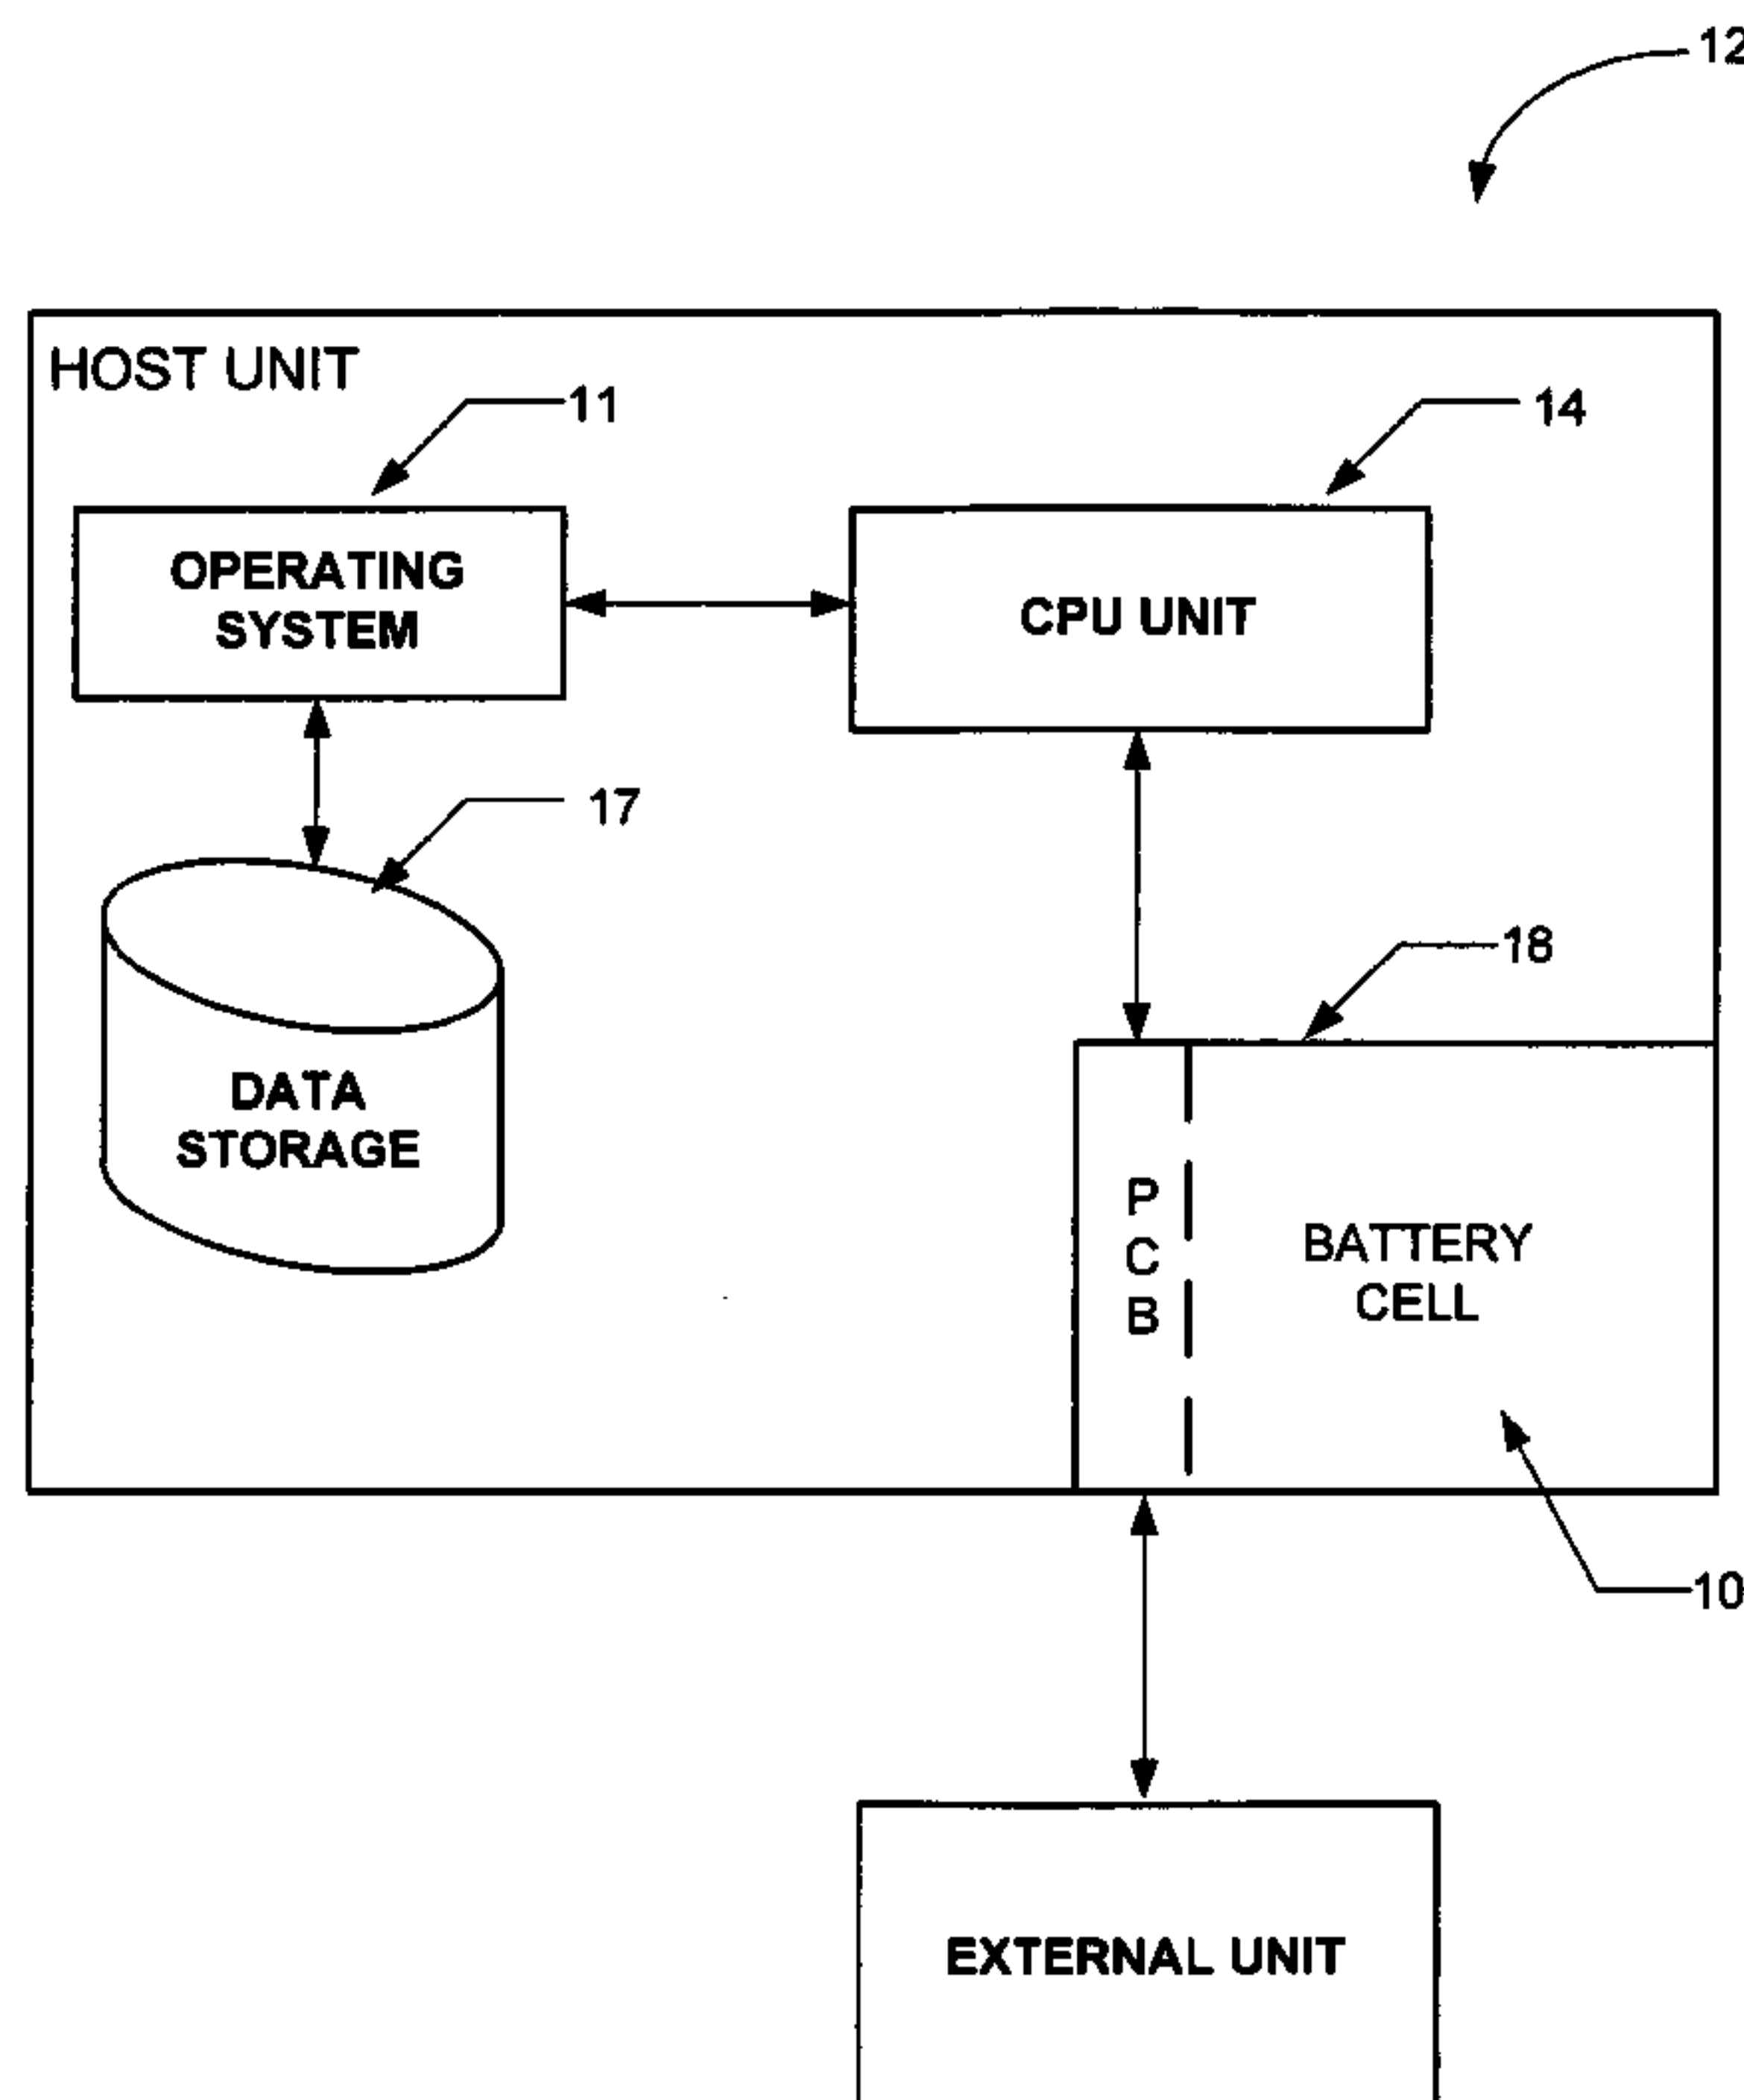 12
HOST UNIT
11
14
OPERATING
SYSTEM
CPU UNIT
17
18
DATA
STORAGE
P
C
B
BATTERY
CELL
10
EXTERNAL UNIT